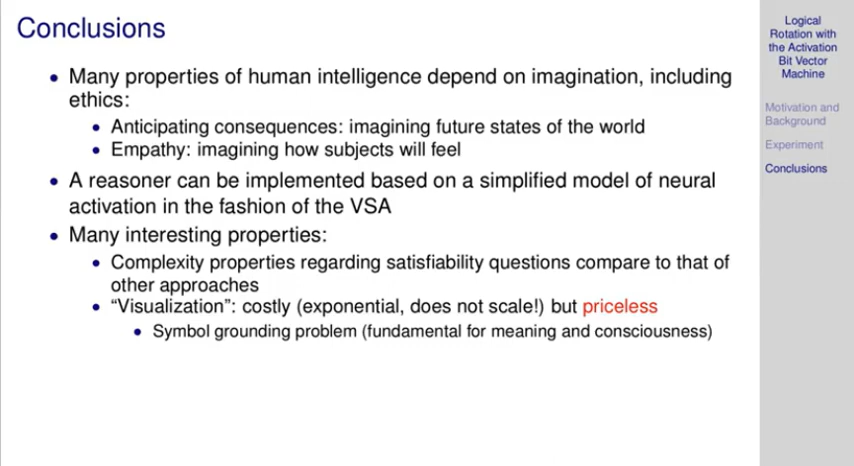 Conclusions
• Many properties of human intelligence depend on imagination, including
ethics:
• Anticipating consequences: imagining future states of the world
• Empathy: imagining how subjects will feel
• A reasoner can be implemented based on a simplified model of neural
activation in the fashion of the VSA
• Many interesting properties:
• Complexity properties regarding satisfiability questions compare to that of
other approaches
• “Visualization”: costly (exponential, does not scale!) but priceless
• Symbol grounding problem (fundamental for meaning and consciousness)
Logical
Rotation with
the Activation
Bit Vector
Machine
Motivation and
Background
Experiment
Conclusions